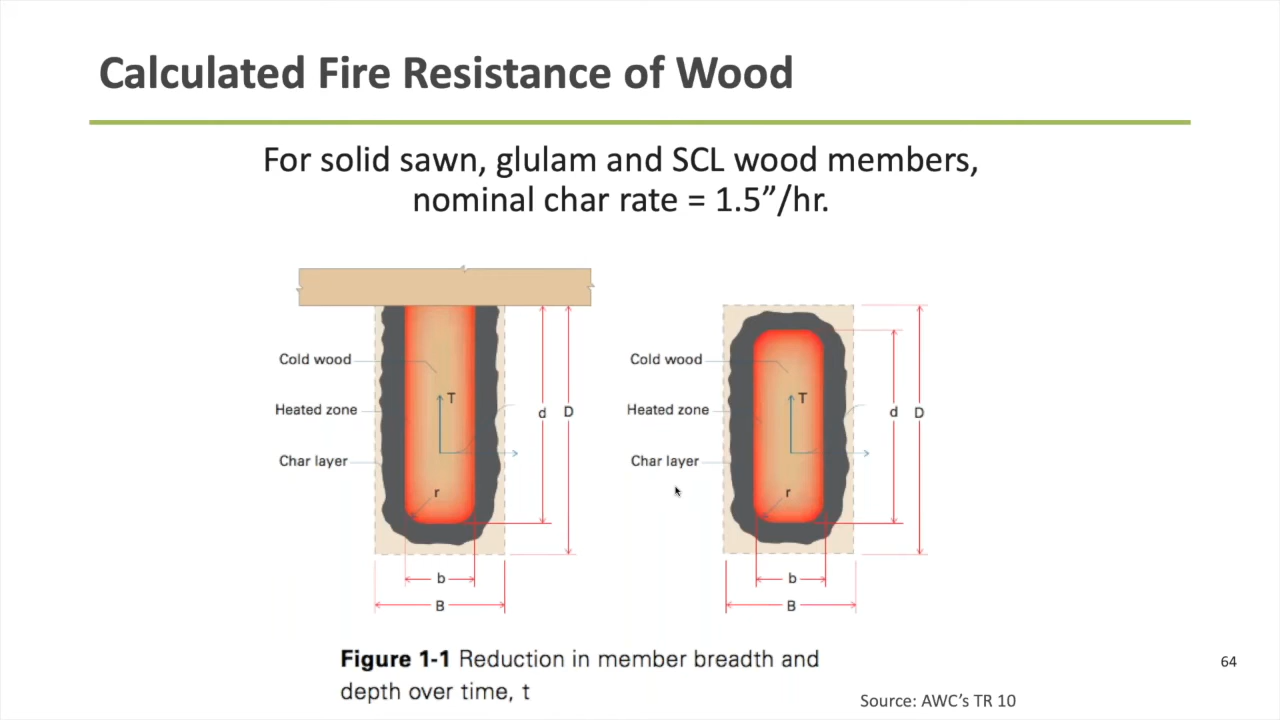 Calculated Fire Resistance of Wood
For solid sawn, glulam and SCL wood members,
nominal char rate = 1.5”/hr.
Cold wood
Heated zone
Char layer
T
r
d
D
b
B
Cold wood
Heated zone
Char layer
T
r
d
D
b
B
Figure 1-1 Reduction in member breadth and
depth over time, t
64
Source: AWC’s TR 10